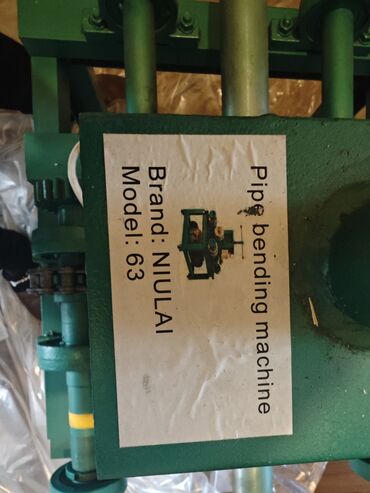 Pipe bending machine
Brand: NIULAI
Model: 63